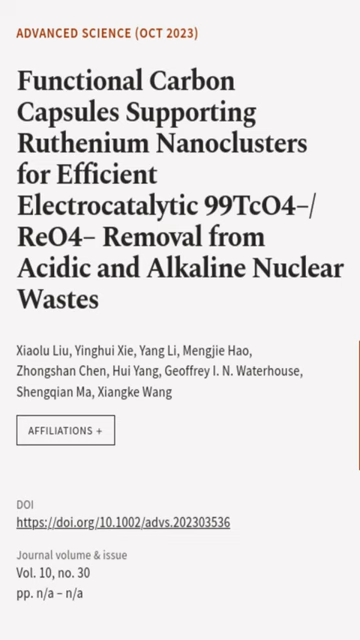 ADVANCED SCIENCE (OCT 2023)
Functional Carbon
Capsules Supporting
Ruthenium Nanoclusters
for Efficient
Electrocatalytic 99TcO4−/
ReO4− Removal from
Acidic and Alkaline Nuclear
Wastes
Xiaolu Liu, Yinghui Xie, Yang Li, Mengjie Hao,
Zhongshan Chen, Hui Yang, Geoffrey I. N. Waterhouse,
Shengqian Ma, Xiangke Wang
AFFILIATIONS +
DOI
https://doi.org/10.1002/advs.202303536
Journal volume & issue
Vol. 10, no. 30
pp. n/a – n/a